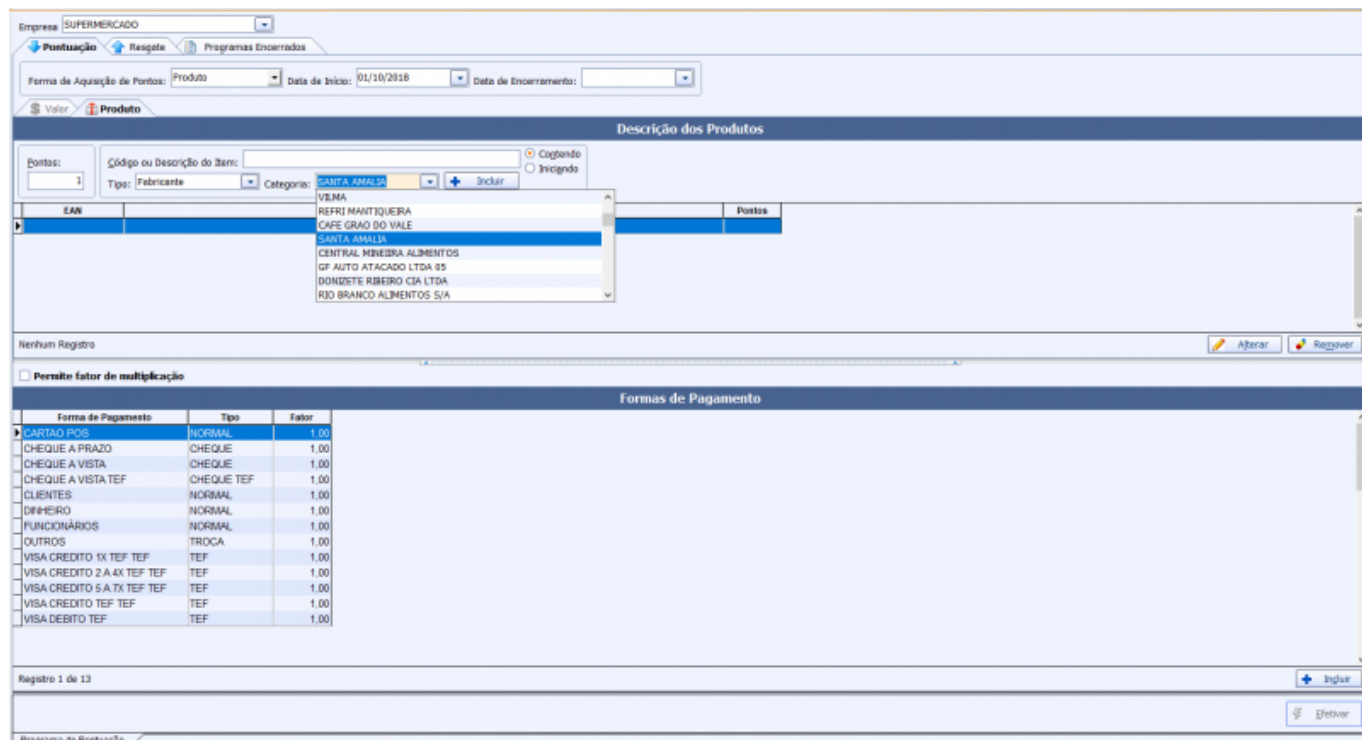 Empresa SUPERMERCADO
Pontuação Resgate Programas Encerrados
Forma de Aquisição de Pontos: Produto Data de Início: 01/10/2018 Data de Encerramento:
Valor Produto
Descrição dos Produtos
Pontos: Código ou Descrição do Item: Contendo
Iniciando
1 Tipo: Fabricante Categoria: SANTA AMALIA Incluir
VILMA
EAN Pontos
REFRI MANTIQUEIRA
CAFE GRAO DO VALE
SANTA AMALIA
CENTRAL MINEIRA ALIMENTOS
GF AUTO ATACADO LTDA 05
DONIZETE RIBEIRO CIA LTDA
RIO BRANCO ALIMENTOS S/A
Nenhum Registro Alterar Remover
Permite fator de multiplicação
Formas de Pagamento
Forma de Pagamento Tipo Fator
CARTAO POS NORMAL 1,00
CHEQUE A PRAZO CHEQUE 1,00
CHEQUE A VISTA CHEQUE 1,00
CHEQUE A VISTA TEF CHEQUE TEF 1,00
CLIENTES NORMAL 1,00
DINHEIRO NORMAL 1,00
FUNCIONÁRIOS NORMAL 1,00
OUTROS TROCA 1,00
VISA CREDITO 1X TEF TEF TEF 1,00
VISA CREDITO 2 A 4X TEF TEF TEF 1,00
VISA CREDITO 5 A 7X TEF TEF TEF 1,00
VISA CREDITO TEF TEF TEF 1,00
VISA DEBITO TEF TEF 1,00
Registro 1 de 13 Incluir
Efetivar
Programa de Pontuação